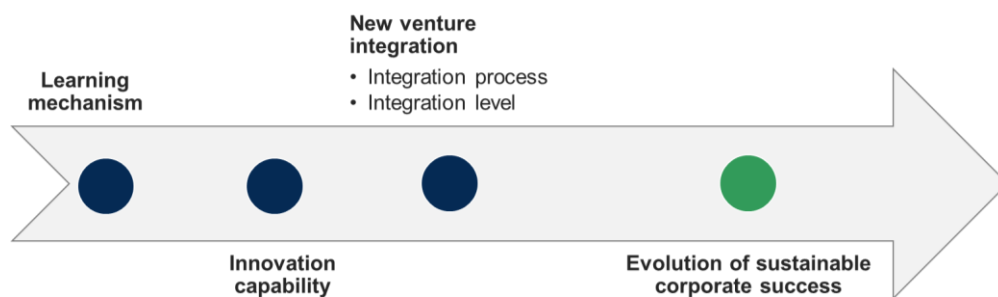 Learning
mechanism
Innovation
capability
New venture
integration
• Integration process
• Integration level
Evolution of sustainable
corporate success